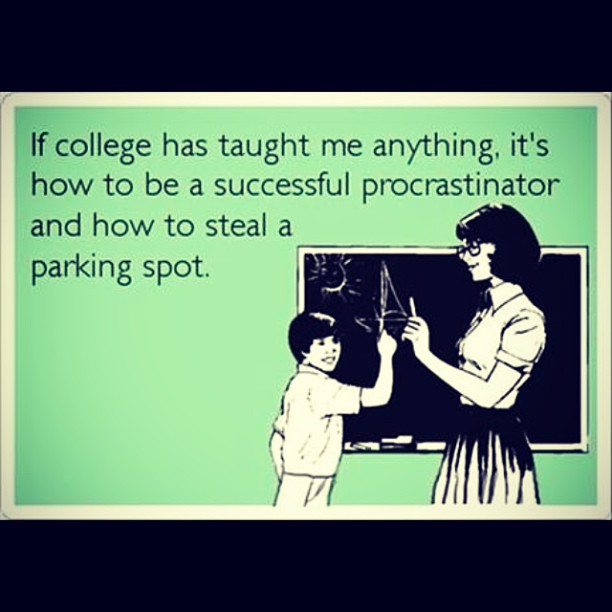 If college has taught me anything, it's
how to be a successful procrastinator
and how to steal a
parking spot.